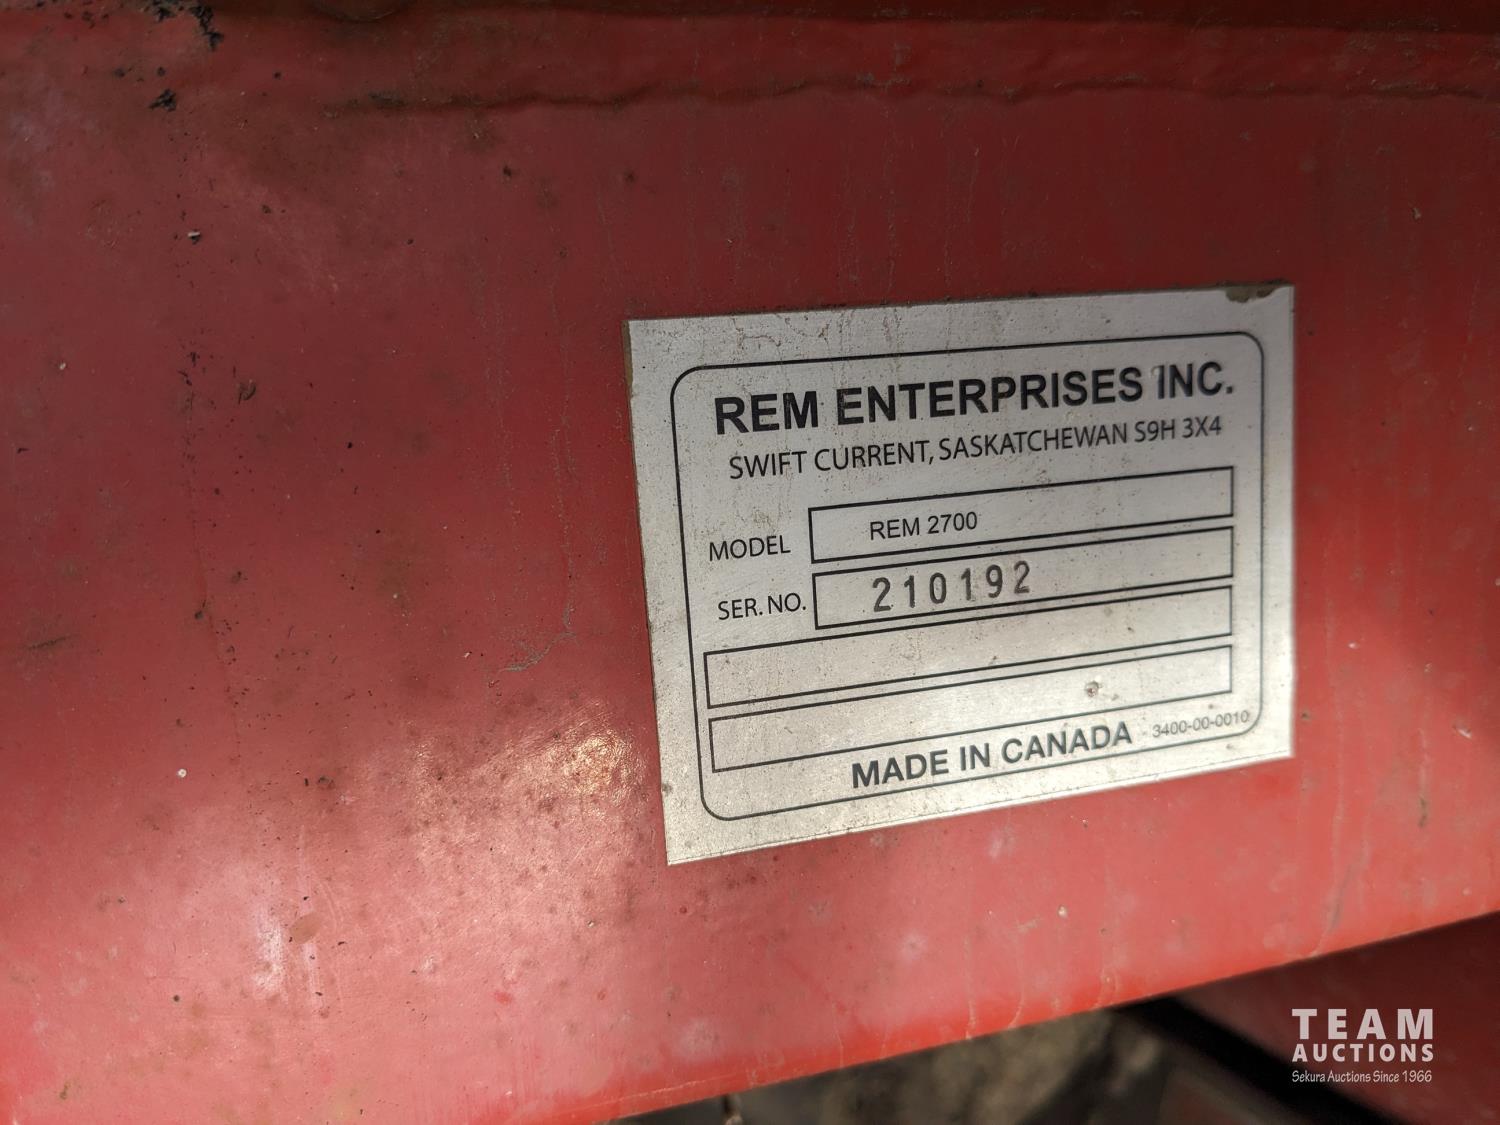 REM ENTERPRISES INC.
SWIFT CURRENT, SASKATCHEWAN S9H 3X4
MODEL REM 2700
SER. NO. 210192
MADE IN CANADA 3400-00-0010
TEAM
AUCTIONS
Sekura Auctions Since 1966